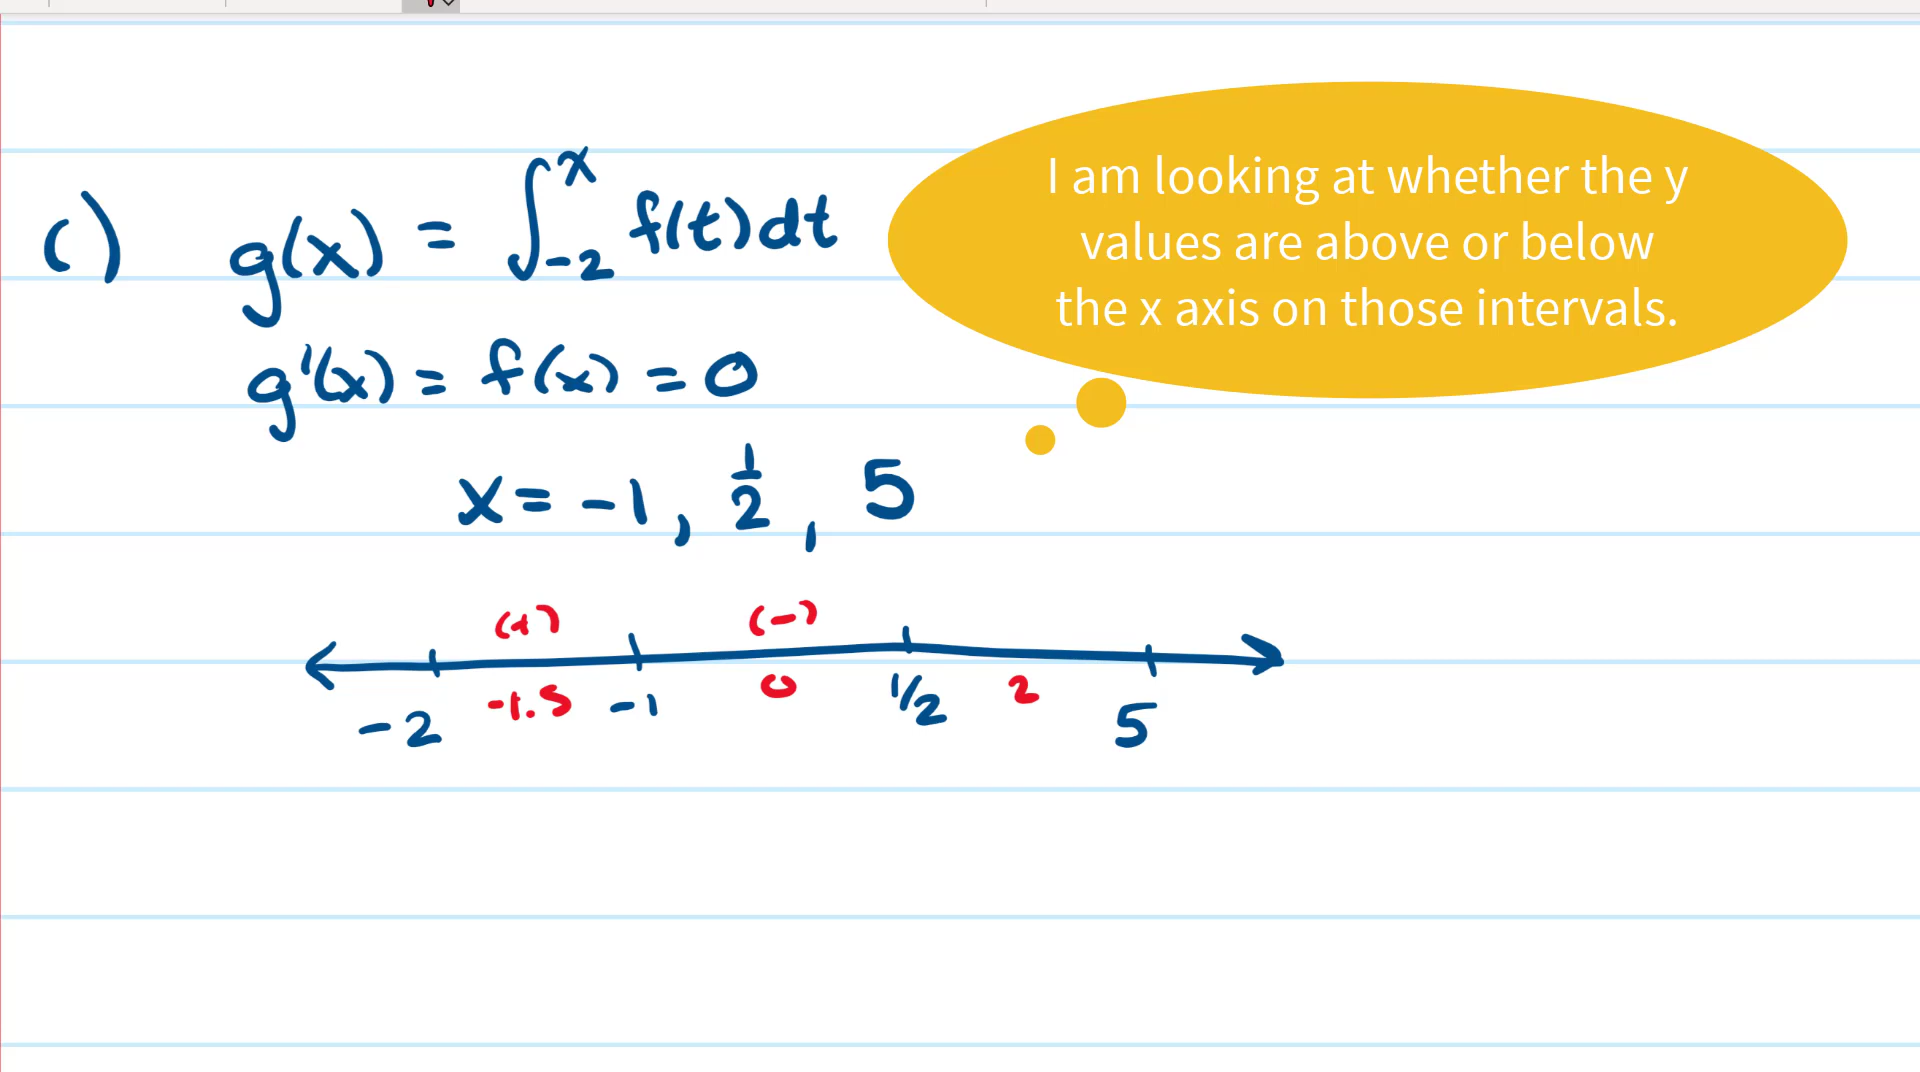 c) g(x) = ∫_{-2}^{x} f(t)dt
I am looking at whether the y
values are above or below
the x axis on those intervals.
g'(x) = f(x) = 0
x = -1, 1/2, 5
(+) (-)
-2 -1.5 -1 0 1/2 2 5